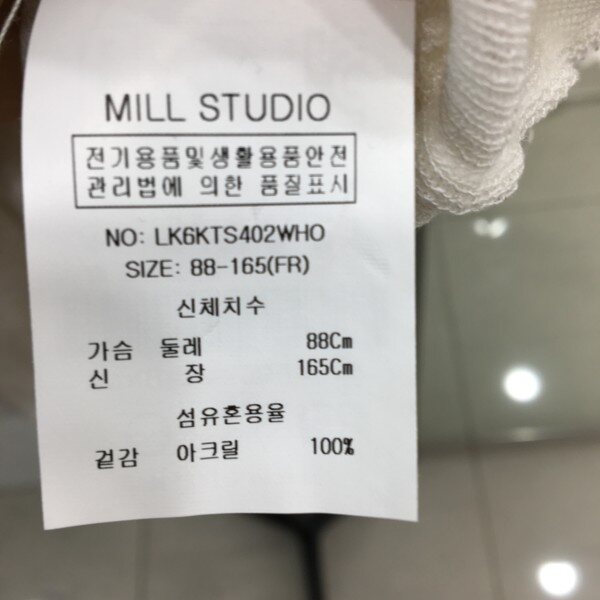 MILL STUDIO
전기용품및생활용품안전
관리법에 의한 품질표시
NO: LK6KTS402WHO
SIZE: 88-165(FR)
신체치수
가슴 둘레 88Cm
신 장 165Cm
섬유혼용율
겉감 아크릴 100%